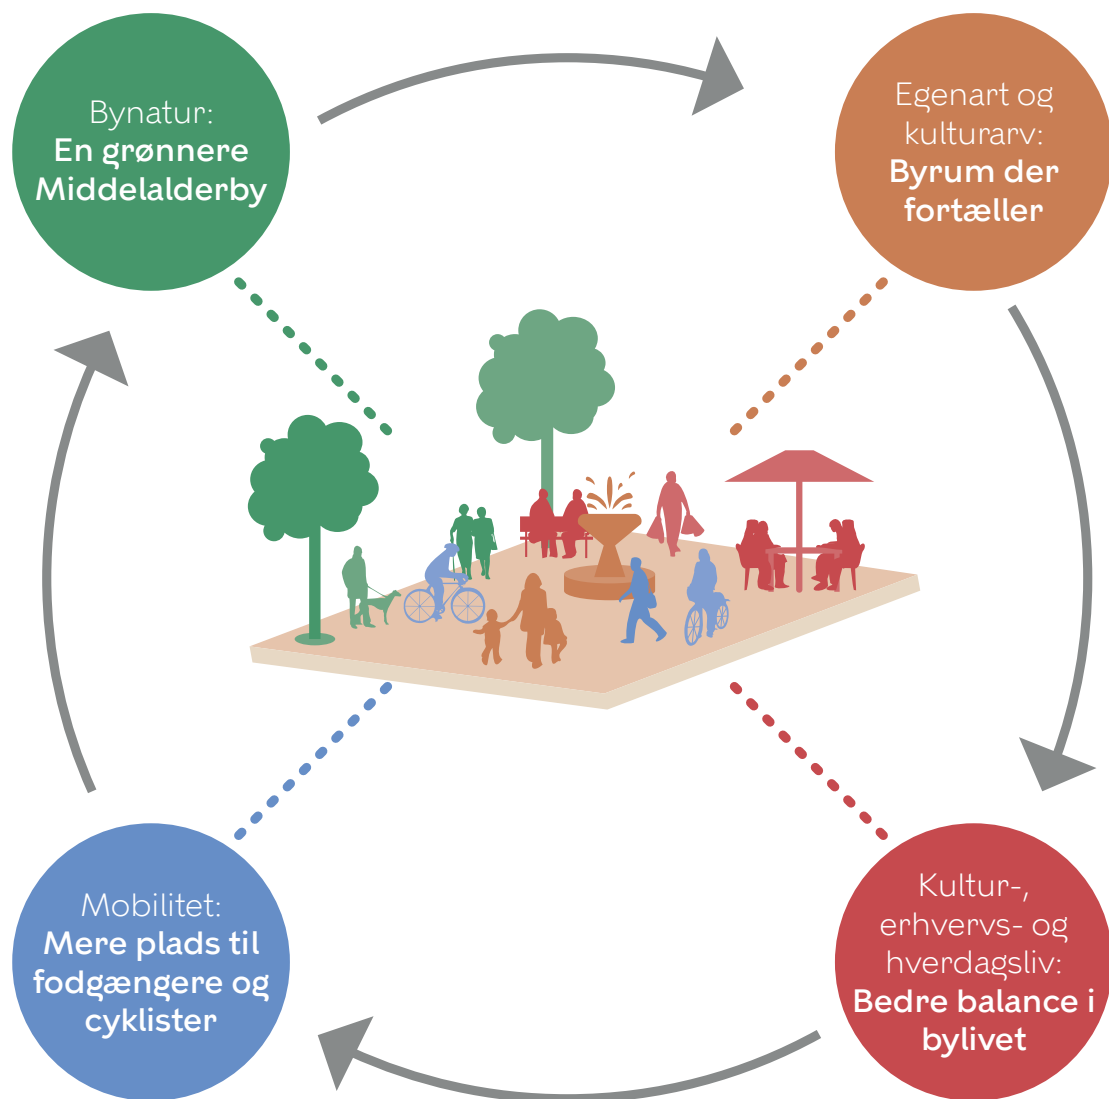 Bynatur:
En grønnere
Middelalderby
Egenart og
kulturarv:
Byrum der
fortæller
Mobilitet:
Mere plads til
fodgængere og
cyklister
Kultur-,
erhvervs- og
hverdagsliv:
Bedre balance i
bylivet